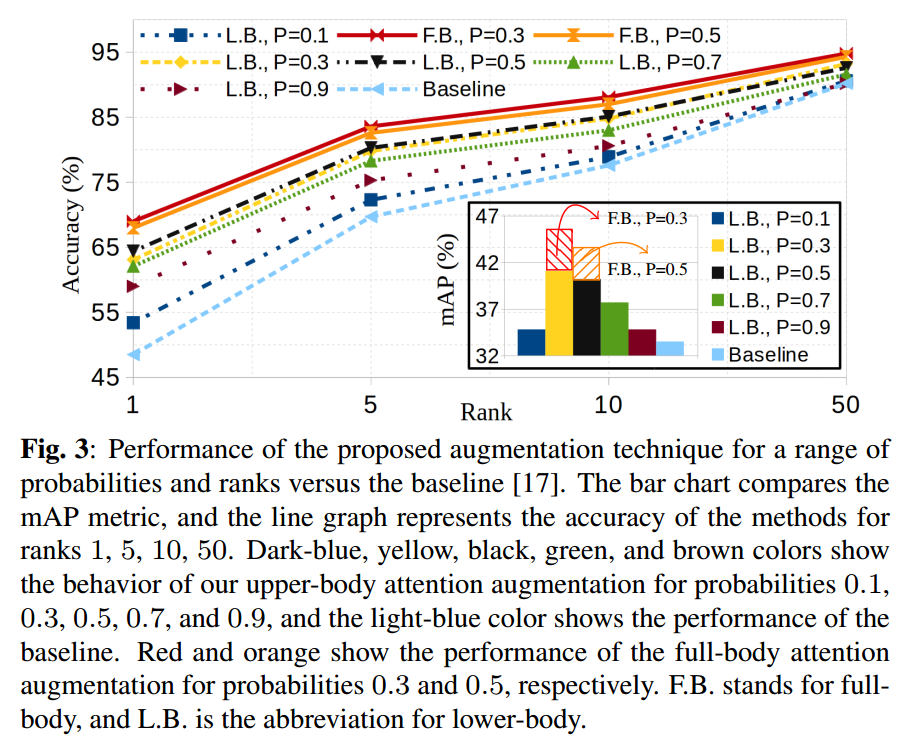 95
85
75
65
55
45
Accuracy (%)
L.B., P=0.1
F.B., P=0.3
F.B., P=0.5
L.B., P=0.3
L.B., P=0.5
L.B., P=0.7
L.B., P=0.9
Baseline
47
42
37
32
mAP (%)
F.B., P=0.3
F.B., P=0.5
L.B., P=0.1
L.B., P=0.3
L.B., P=0.5
L.B., P=0.7
L.B., P=0.9
Baseline
1
5
10
50
Rank
Fig. 3: Performance of the proposed augmentation technique for a range of
probabilities and ranks versus the baseline [17]. The bar chart compares the
mAP metric, and the line graph represents the accuracy of the methods for
ranks 1, 5, 10, 50. Dark-blue, yellow, black, green, and brown colors show
the behavior of our upper-body attention augmentation for probabilities 0.1,
0.3, 0.5, 0.7, and 0.9, and the light-blue color shows the performance of the
baseline. Red and orange show the performance of the full-body attention
augmentation for probabilities 0.3 and 0.5, respectively. F.B. stands for full-
body, and L.B. is the abbreviation for lower-body.